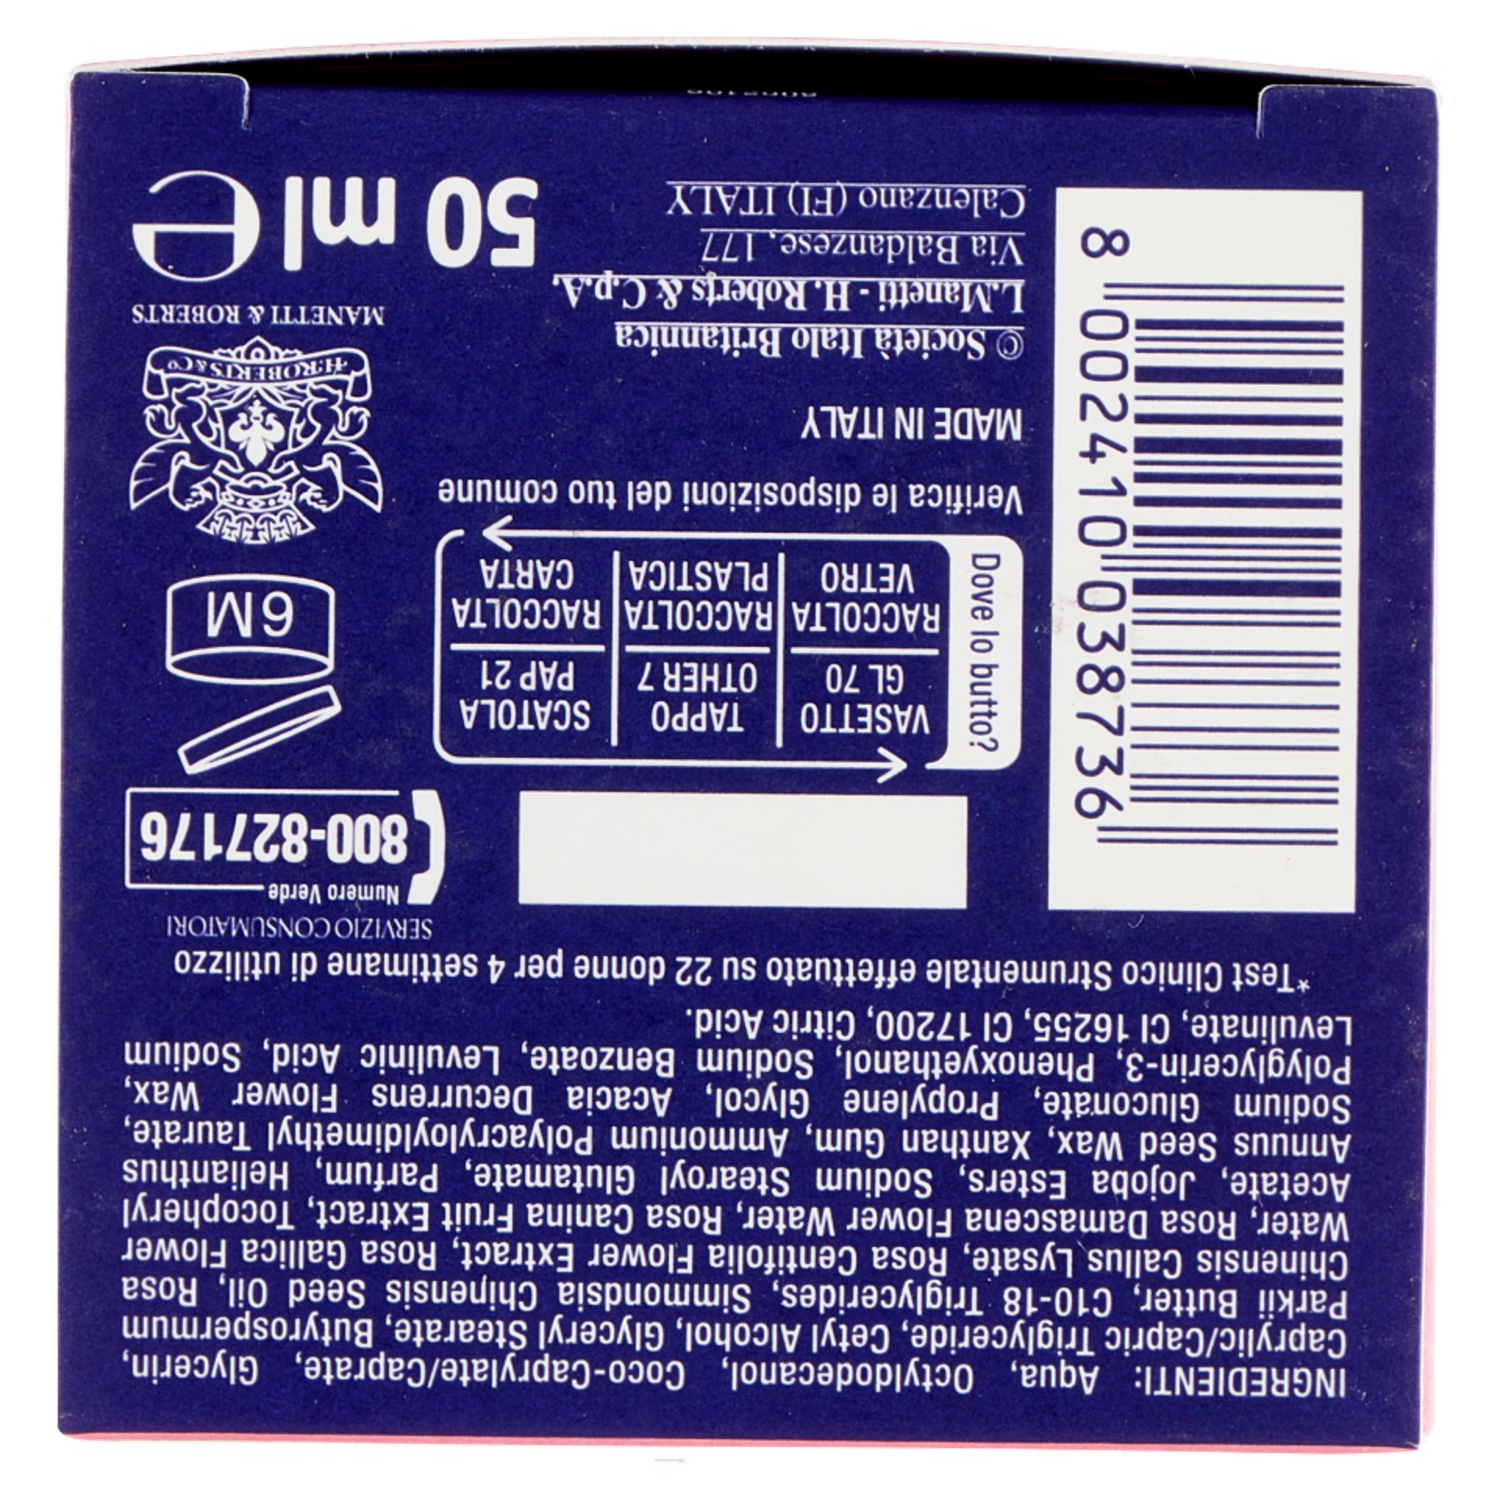 INGREDIENTI: Aqua, Octyldodecanol, Coco-Caprylate/Caprate, Glycerin,
Caprylic/Capric Triglyceride, Cetyl Alcohol, Glyceryl Stearate, Butyrospermum
Parkii Butter, C10-18 Triglycerides, Simmondsia Chinensis Seed Oil, Rosa
Chinensis Callus Lysate, Rosa Centifolia Flower Extract, Rosa Gallica Flower
Water, Rosa Damascena Flower Water, Rosa Canina Fruit Extract, Tocopheryl
Acetate, Jojoba Esters, Sodium Stearoyl Glutamate, Parfum, Helianthus
Annuus Seed Wax, Xanthan Gum, Ammonium Polyacryloyldimethyl Taurate,
Sodium Gluconate, Propylene Glycol, Acacia Decurrens Flower Wax,
Polyglycerin-3, Phenoxyethanol, Sodium Benzoate, Levulinic Acid, Sodium
Levulinate, CI 16255, CI 17200, Citric Acid.
*Test Clinico Strumentale effettuato su 22 donne per 4 settimane di utilizzo
SERVIZIO CONSUMATORI
Numero Verde
800-827176
Dove lo butto?
VASETTO TAPPO SCATOLA
GL 70 OTHER 7 PAP 21
RACCOLTA RACCOLTA RACCOLTA
VETRO PLASTICA CARTA
Verifica le disposizioni del tuo comune
6M
MADE IN ITALY
© Società Italo Britannica
L.Manetti - H. Roberts & C.p.A.
Via Baldanzese, 177
Calenzano (FI) ITALY
H. ROBERTS & Cº
MANETTI & ROBERTS
50 ml e
8 002410 038736